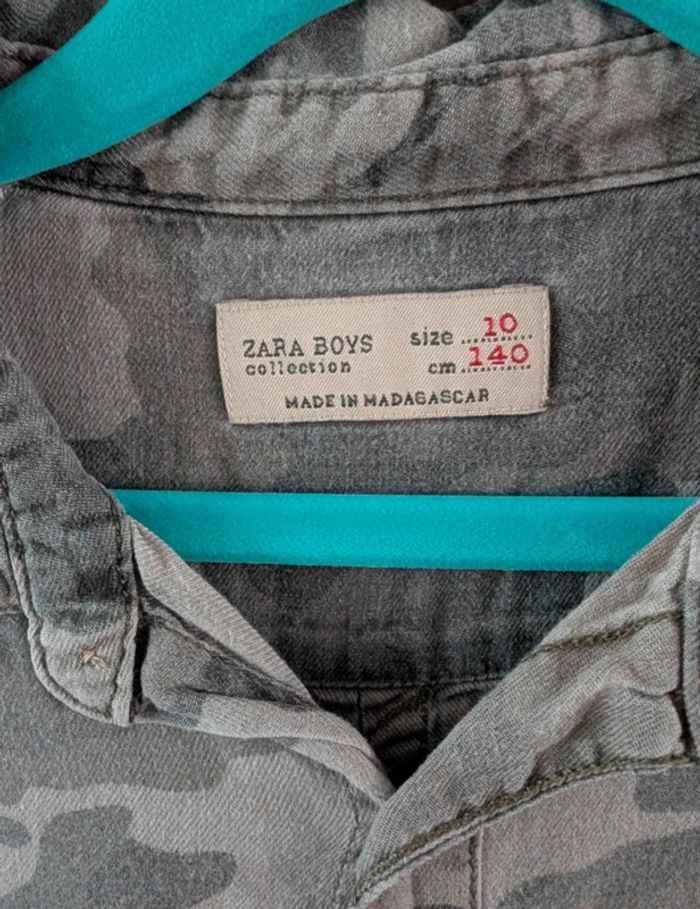 ZARA BOYS size 10
collection cm 140
MADE IN MADAGASCAR